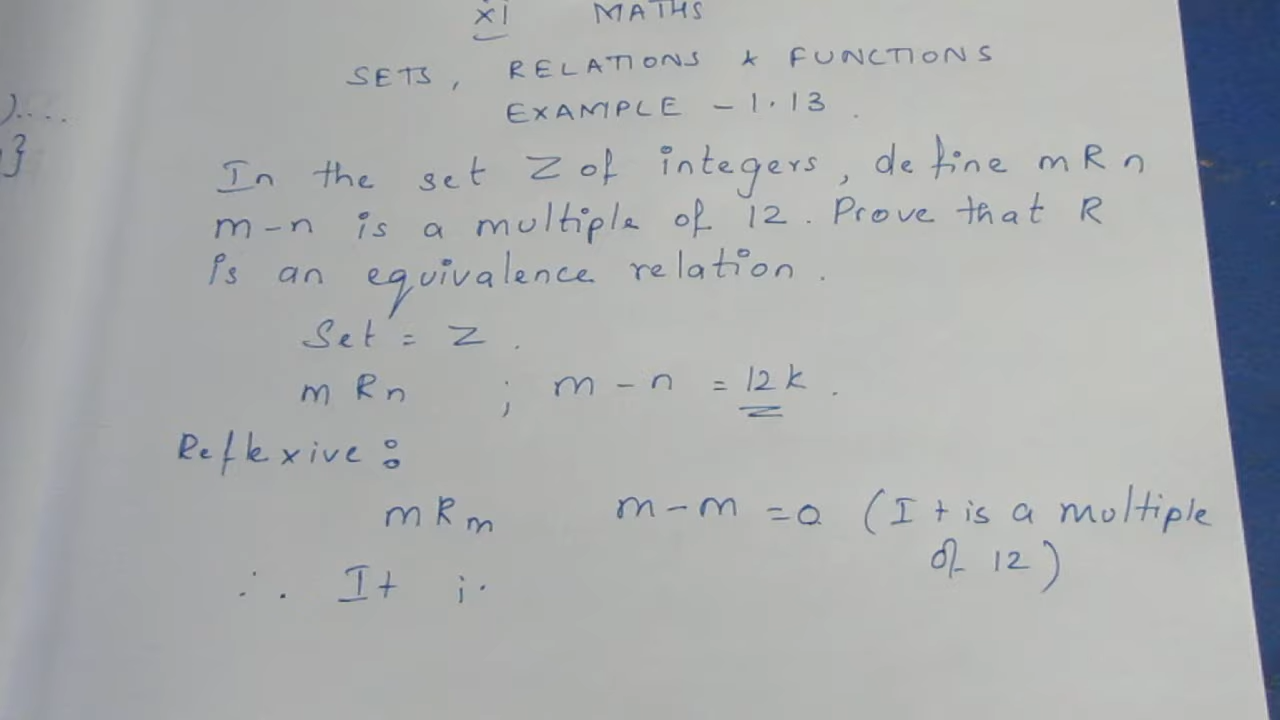 XI MATHS
SETS, RELATIONS & FUNCTIONS
EXAMPLE - 1.13.
)....
}
In the set Z of integers, define mRn
m-n is a multiple of 12. Prove that R
is an equivalence relation.
Set = Z.
mRn ; m - n = 12k.
Reflexive:
mRm m - m = 0 (It is a multiple
of 12)
∴ It i